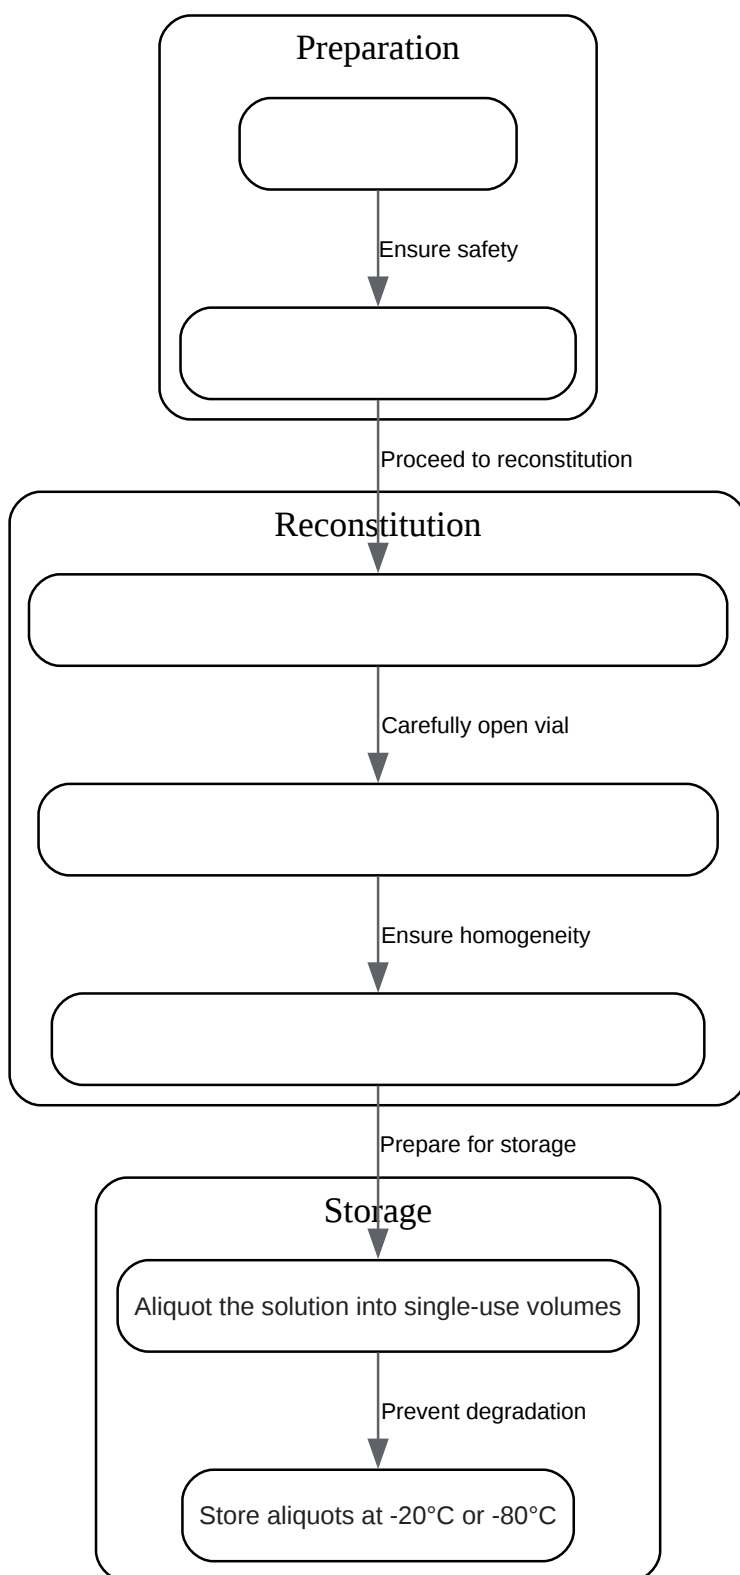 Preparation
Ensure safety
Proceed to reconstitution
Reconstitution
Carefully open vial
Ensure homogeneity
Prepare for storage
Storage
Aliquot the solution into single-use volumes
Prevent degradation
Store aliquots at -20°C or -80°C